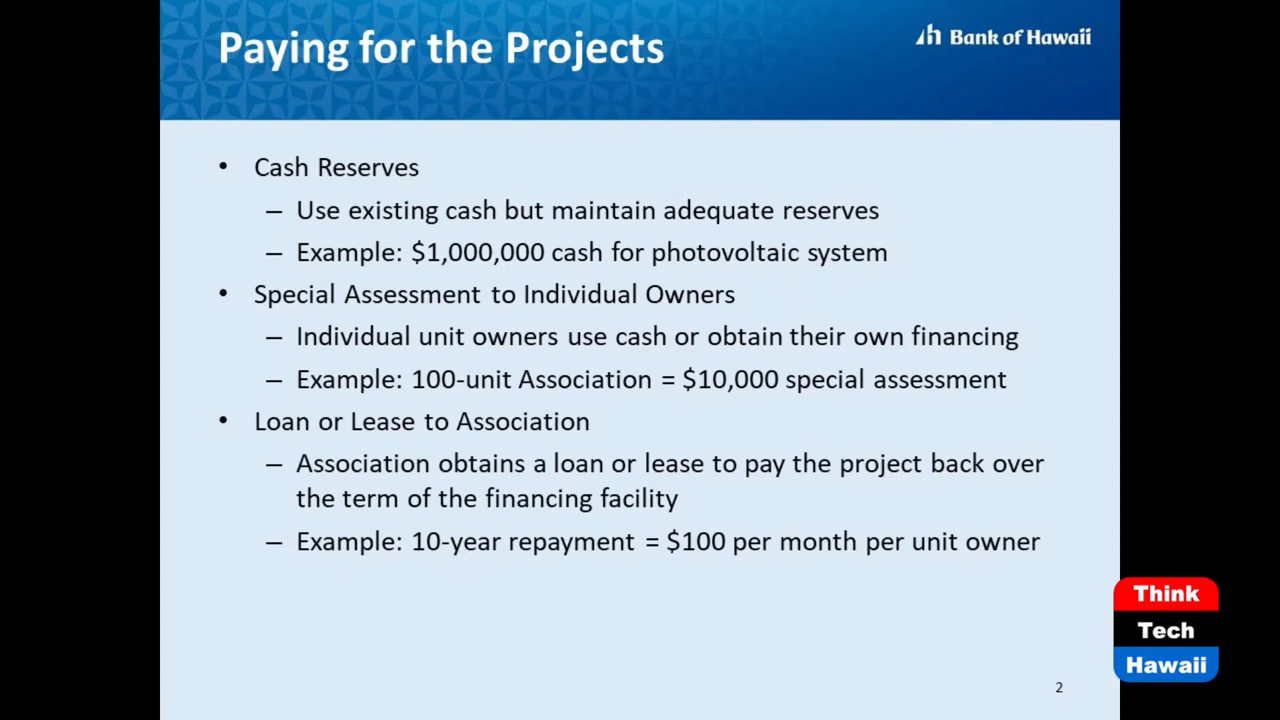 Paying for the Projects
Bank of Hawaii
• Cash Reserves
– Use existing cash but maintain adequate reserves
– Example: $1,000,000 cash for photovoltaic system
• Special Assessment to Individual Owners
– Individual unit owners use cash or obtain their own financing
– Example: 100-unit Association = $10,000 special assessment
• Loan or Lease to Association
– Association obtains a loan or lease to pay the project back over
the term of the financing facility
– Example: 10-year repayment = $100 per month per unit owner
Think
Tech
Hawaii
2